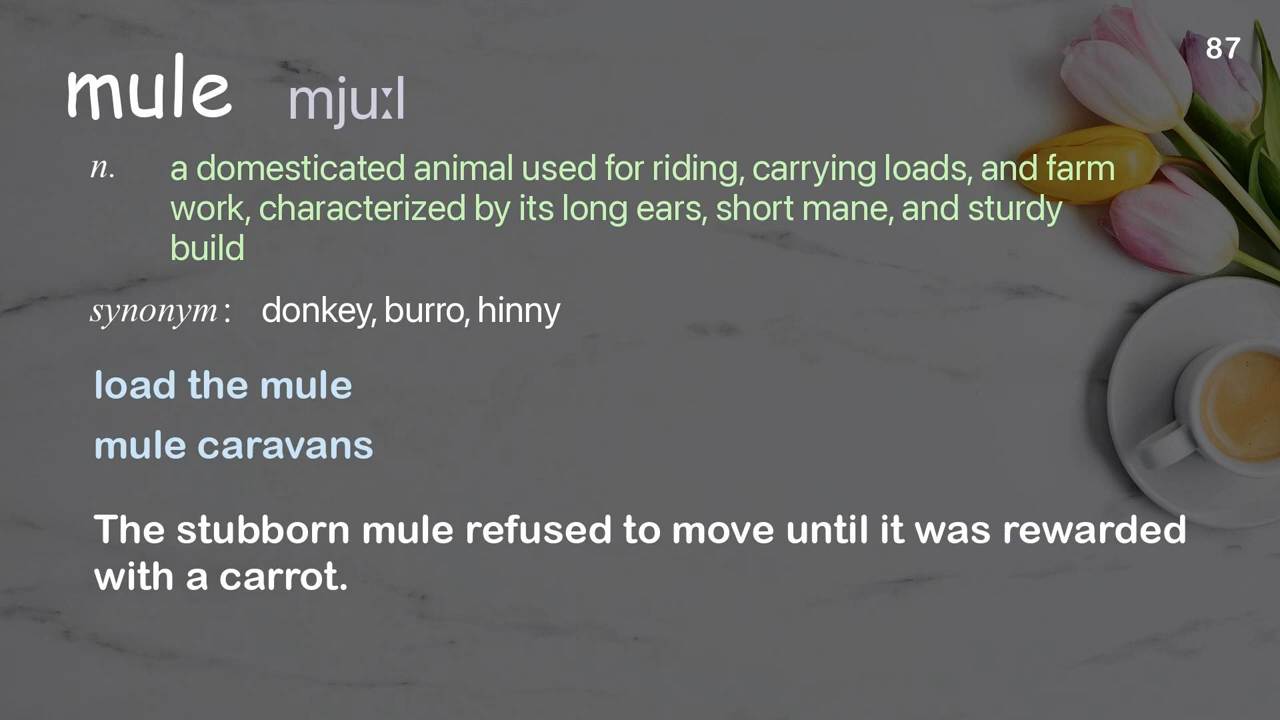 87
mule mjuːl
n. a domesticated animal used for riding, carrying loads, and farm
work, characterized by its long ears, short mane, and sturdy
build
synonym: donkey, burro, hinny
load the mule
mule caravans
The stubborn mule refused to move until it was rewarded
with a carrot.